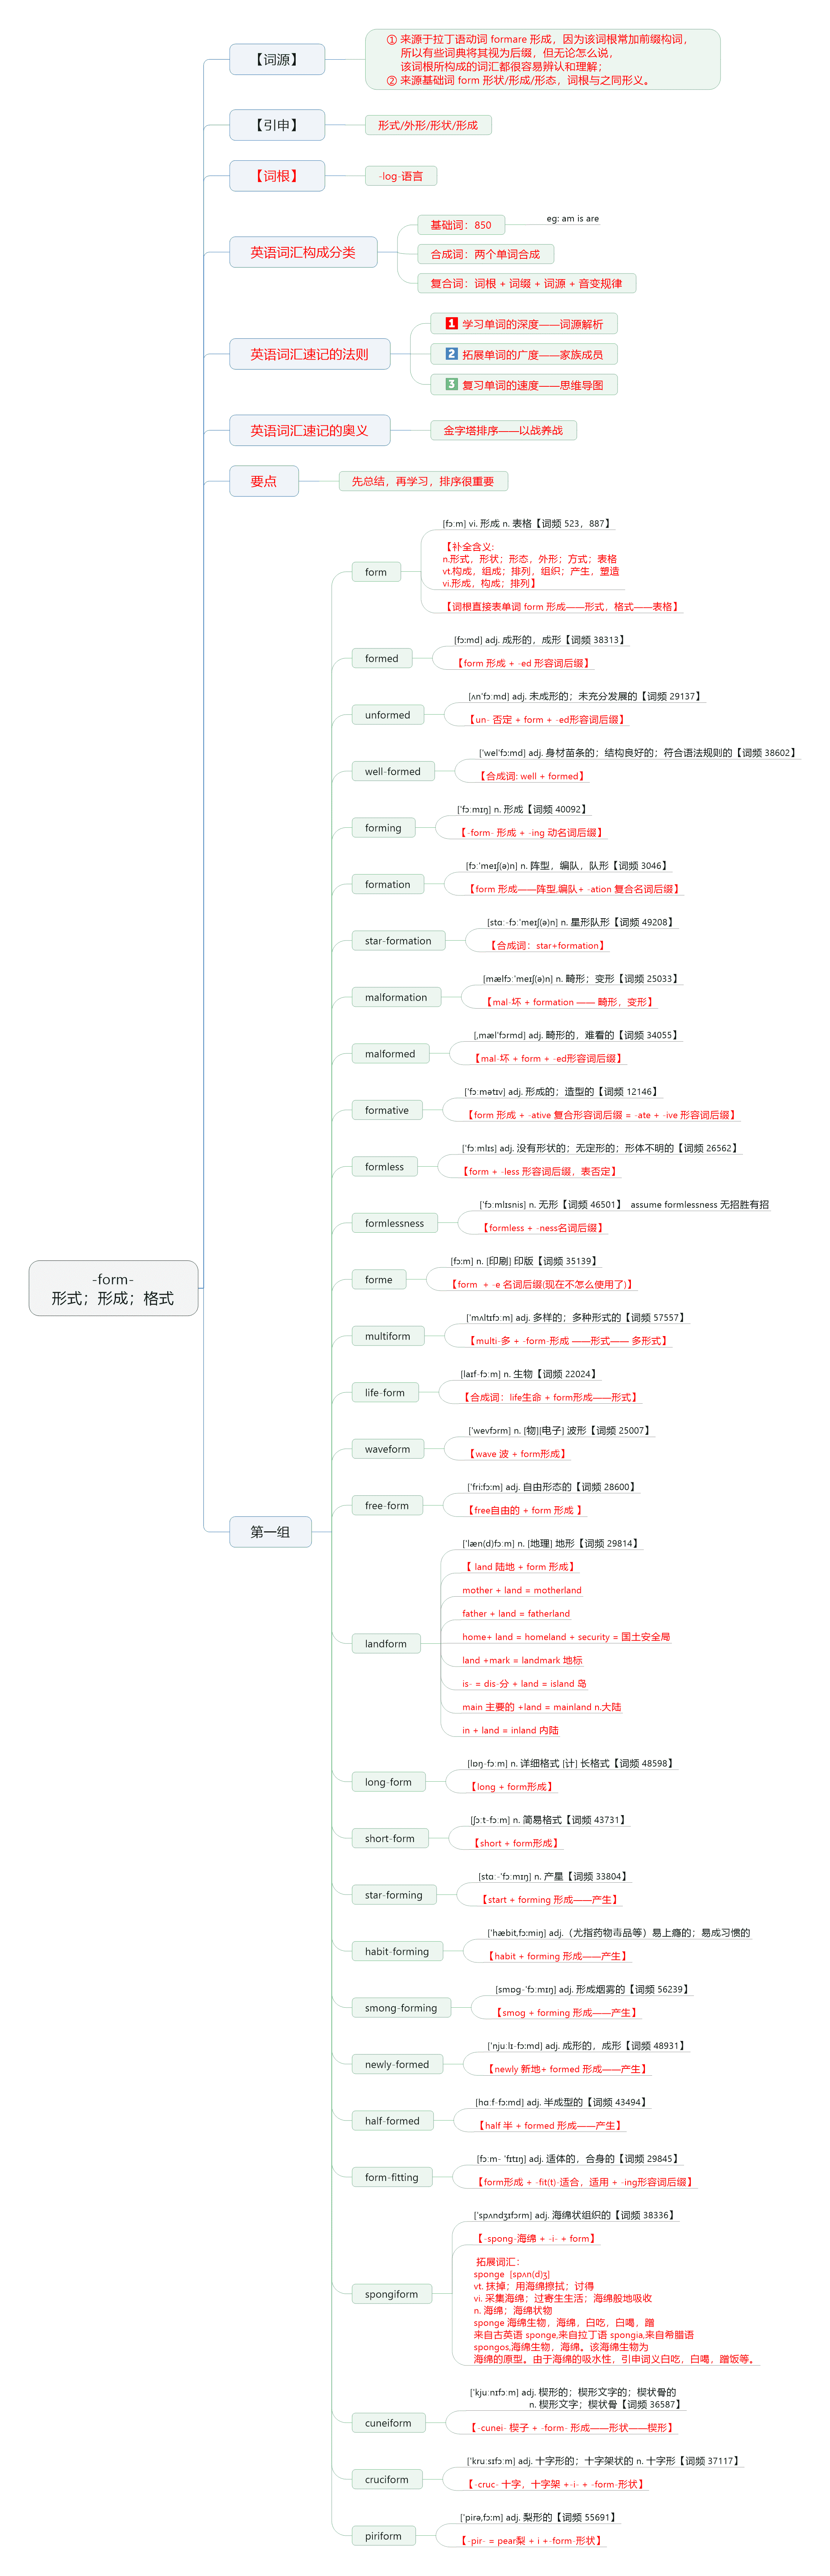 -form-
形式；形成；格式
【词源】
① 来源于拉丁语动词 formare 形成，因为该词根常加前缀构词，
所以有些词典将其视为后缀，但无论怎么说，
该词根所构成的词汇都很容易辨认和理解；
② 来源基础词 form 形状/形成/形态，词根与之同形义。
【引申】
形式/外形/形状/形成
【词根】
-log-语言
英语词汇构成分类
基础词：850
eg: am is are
合成词：两个单词合成
复合词：词根 + 词缀 + 词源 + 音变规律
英语词汇速记的法则
1 学习单词的深度——词源解析
2 拓展单词的广度——家族成员
3 复习单词的速度——思维导图
英语词汇速记的奥义
金字塔排序——以战养战
要点
先总结，再学习，排序很重要
第一组
form
[fɔːm] vi. 形成 n. 表格【词频 523，887】
【补全含义:
n.形式，形状；形态，外形；方式；表格
vt.构成，组成；排列，组织；产生，塑造
vi.形成，构成；排列】
【词根直接表单词 form 形成——形式，格式——表格】
formed
[fɔ:md] adj. 成形的，成形【词频 38313】
【form 形成 + -ed 形容词后缀】
unformed
[ʌn'fɔːmd] adj. 未成形的；未充分发展的【词频 29137】
【un- 否定 + form + -ed形容词后缀】
well-formed
['wel'fɔ:md] adj. 身材苗条的；结构良好的；符合语法规则的【词频 38602】
【合成词: well + formed】
forming
['fɔːmɪŋ] n. 形成【词频 40092】
【-form- 形成 + -ing 动名词后缀】
formation
[fɔː'meɪʃ(ə)n] n. 阵型，编队，队形【词频 3046】
【form 形成——阵型,编队+ -ation 复合名词后缀】
star-formation
[stɑː-fɔː'meɪʃ(ə)n] n. 星形队形【词频 49208】
【合成词：star+formation】
malformation
[mælfɔː'meɪʃ(ə)n] n. 畸形；变形【词频 25033】
【mal-坏 + formation —— 畸形，变形】
malformed
[,mæl'fɔrmd] adj. 畸形的，难看的【词频 34055】
【mal-坏 + form + -ed形容词后缀】
formative
['fɔːmətɪv] adj. 形成的；造型的【词频 12146】
【form 形成 + -ative 复合形容词后缀 = -ate + -ive 形容词后缀】
formless
['fɔːmlɪs] adj. 没有形状的；无定形的；形体不明的【词频 26562】
【form + -less 形容词后缀，表否定】
formlessness
['fɔːmlɪsnis] n. 无形【词频 46501】 assume formlessness 无招胜有招
【formless + -ness名词后缀】
forme
[fɔ:m] n. [印刷] 印版【词频 35139】
【form + -e 名词后缀(现在不怎么使用了)】
multiform
['mʌltɪfɔːm] adj. 多样的；多种形式的【词频 57557】
【multi-多 + -form-形成 ——形式—— 多形式】
life-form
[laɪf-fɔːm] n. 生物【词频 22024】
【合成词：life生命 + form形成——形式】
waveform
['wevfɔrm] n. [物][电子] 波形【词频 25007】
【wave 波 + form形成】
free-form
['fri:fɔ:m] adj. 自由形态的【词频 28600】
【free自由的 + form 形成 】
landform
['læn(d)fɔːm] n. [地理] 地形【词频 29814】
【 land 陆地 + form 形成】
mother + land = motherland
father + land = fatherland
home+ land = homeland + security = 国土安全局
land +mark = landmark 地标
is- = dis-分 + land = island 岛
main 主要的 +land = mainland n.大陆
in + land = inland 内陆
long-form
[lɒŋ-fɔːm] n. 详细格式 [计] 长格式【词频 48598】
【long + form形成】
short-form
[ʃɔːt-fɔːm] n. 简易格式【词频 43731】
【short + form形成】
star-forming
[stɑː-'fɔːmɪŋ] n. 产星【词频 33804】
【start + forming 形成——产生】
habit-forming
['hæbit,fɔ:miŋ] adj.（尤指药物毒品等）易上瘾的；易成习惯的
【habit + forming 形成——产生】
smong-forming
[smɒg-'fɔːmɪŋ] adj. 形成烟雾的【词频 56239】
【smog + forming 形成——产生】
newly-formed
['njuːlɪ-fɔ:md] adj. 成形的，成形【词频 48931】
【newly 新地+ formed 形成——产生】
half-formed
[hɑːf-fɔ:md] adj. 半成型的【词频 43494】
【half 半 + formed 形成——产生】
form-fitting
[fɔːm- 'fɪtɪŋ] adj. 适体的，合身的【词频 29845】
【form形成 + -fit(t)-适合，适用 + -ing形容词后缀】
spongiform
['spʌndʒɪfɔrm] adj. 海绵状组织的【词频 38336】
【-spong-海绵 + -i- + form】
拓展词汇：
sponge [spʌn(d)ʒ]
vt. 抹掉；用海绵擦拭；讨得
vi. 采集海绵；过寄生生活；海绵般地吸收
n. 海绵；海绵状物
sponge 海绵生物，海绵，白吃，白喝，蹭
来自古英语 sponge,来自拉丁语 spongia,来自希腊语
spongos,海绵生物，海绵。该海绵生物为
海绵的原型。由于海绵的吸水性，引申词义白吃，白喝，蹭饭等。
cuneiform
['kjuːnɪfɔːm] adj. 楔形的；楔形文字的；楔状骨的
n. 楔形文字；楔状骨【词频 36587】
【-cunei- 楔子 + -form- 形成——形状——楔形】
cruciform
['kruːsɪfɔːm] adj. 十字形的；十字架状的 n. 十字形【词频 37117】
【-cruc- 十字，十字架 +-i- + -form-形状】
piriform
['pirə,fɔ:m] adj. 梨形的【词频 55691】
【-pir- = pear梨 + i +-form-形状】